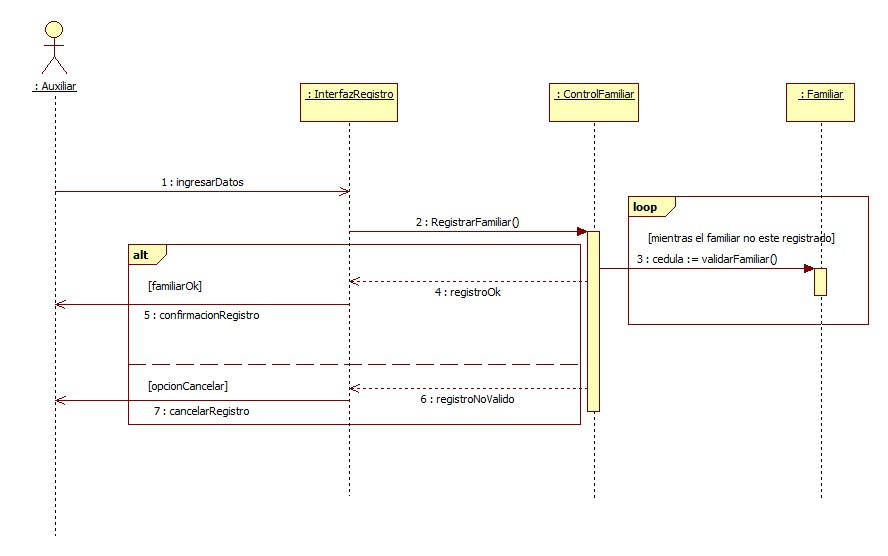 : Auxiliar
: InterfazRegistro
: ControlFamiliar
: Familiar
1 : ingresarDatos
2 : RegistrarFamiliar()
loop
[mientras el familiar no este registrado]
3 : cedula := validarFamiliar()
alt
[familiarOk]
4 : registroOk
5 : confirmacionRegistro
[opcionCancelar]
6 : registroNoValido
7 : cancelarRegistro